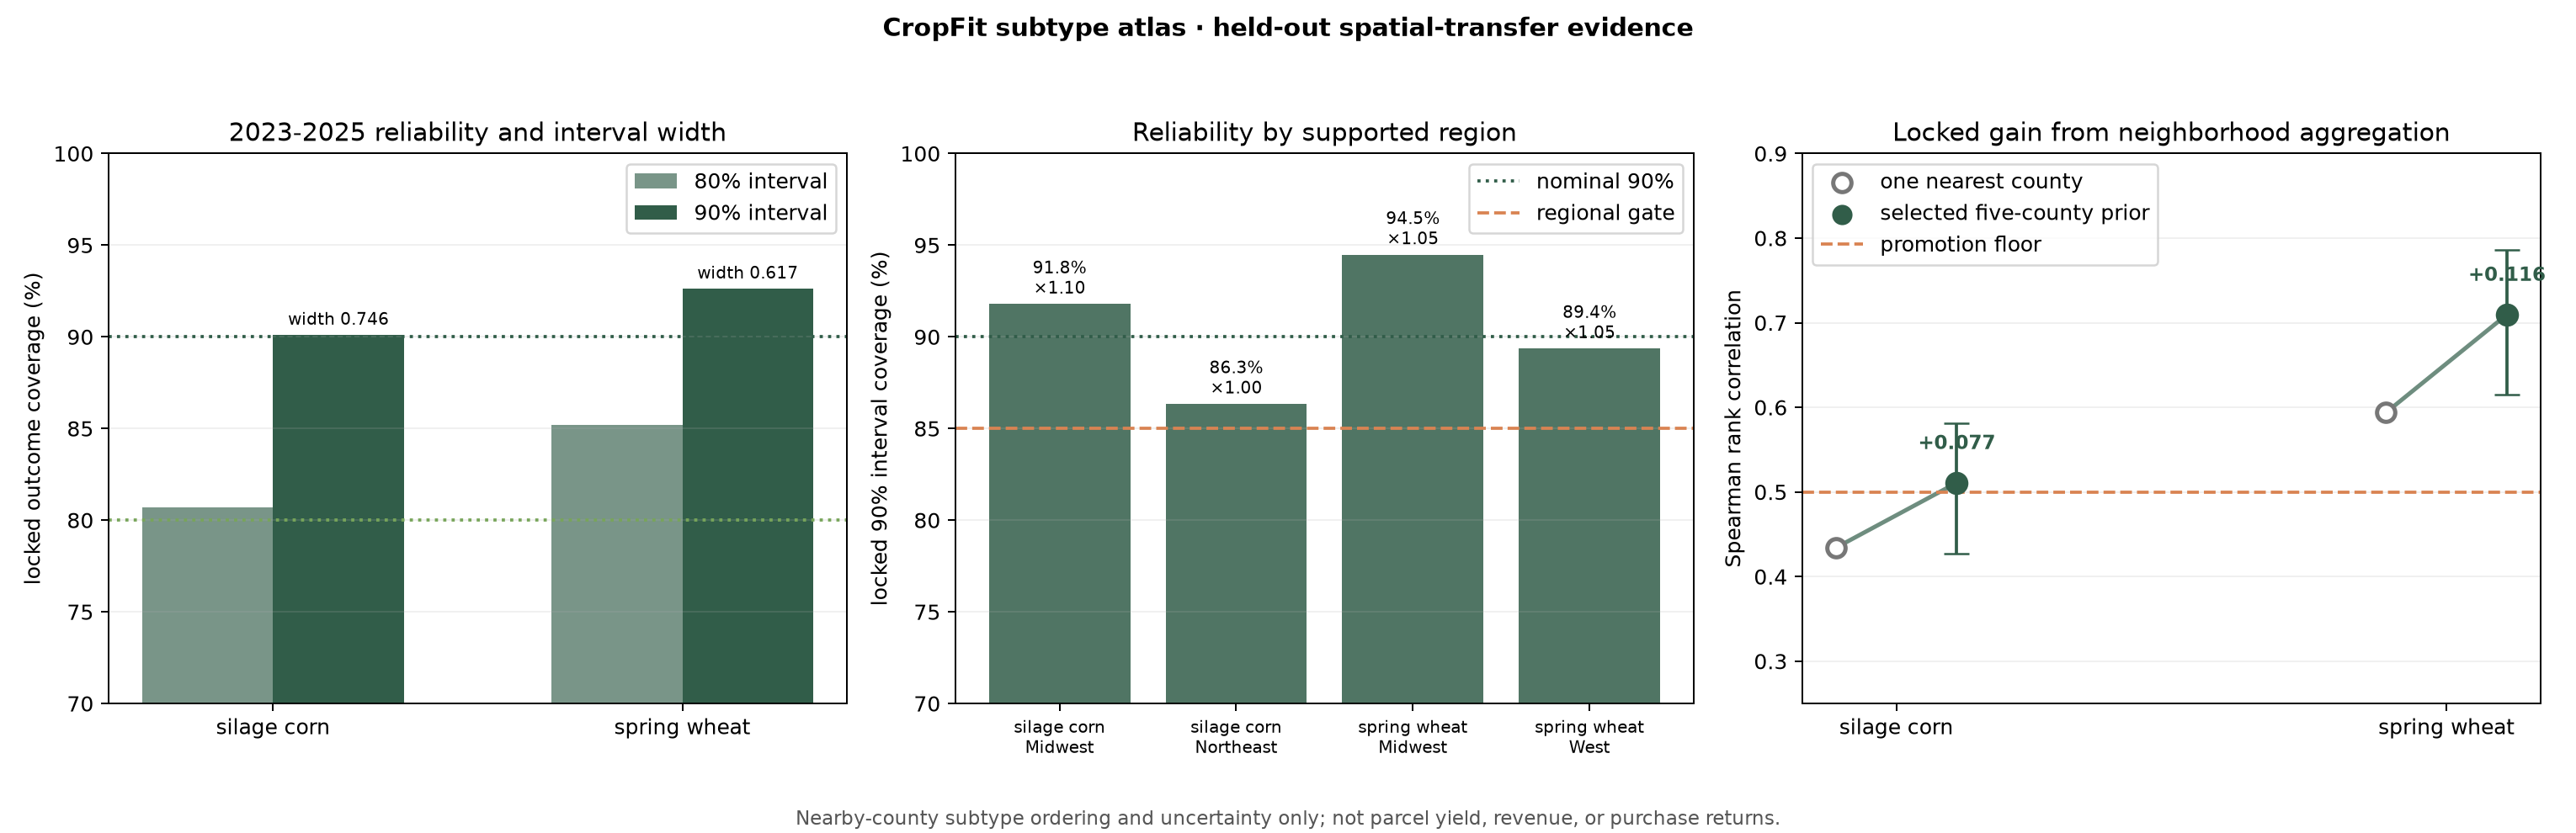 CropFit subtype atlas · held-out spatial-transfer evidence
2023-2025 reliability and interval width
locked outcome coverage (%)
100
95
90
85
80
75
70
80% interval
90% interval
width 0.746
width 0.617
silage corn
spring wheat
Reliability by supported region
locked 90% interval coverage (%)
100
95
90
85
80
75
70
nominal 90%
regional gate
91.8%
×1.10
86.3%
×1.00
94.5%
×1.05
89.4%
×1.05
silage corn
Midwest
silage corn
Northeast
spring wheat
Midwest
spring wheat
West
Locked gain from neighborhood aggregation
Spearman rank correlation
0.9
0.8
0.7
0.6
0.5
0.4
0.3
one nearest county
selected five-county prior
promotion floor
+0.077
+0.116
silage corn
spring wheat
Nearby-county subtype ordering and uncertainty only; not parcel yield, revenue, or purchase returns.